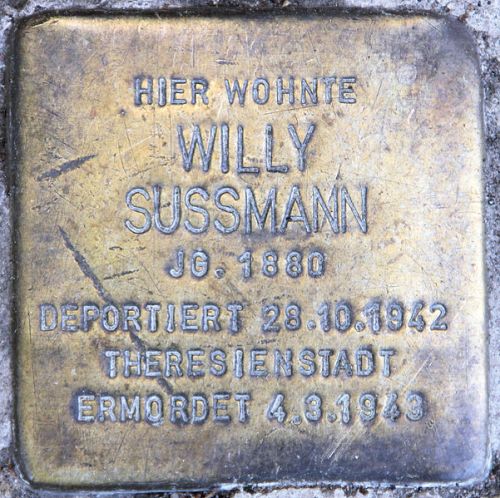 HIER WOHNTE
WILLY
SUSSMANN
JG. 1880
DEPORTIERT 28.10.1942
THERESIENSTADT
ERMORDET 4.3.1943